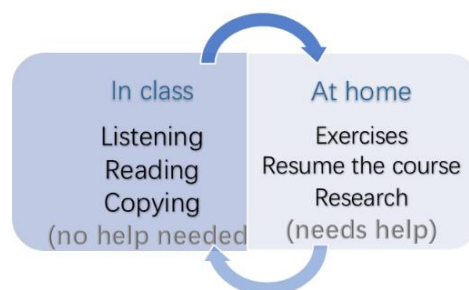 In class
Listening
Reading
Copying
(no help needed
At home
Exercises
Resume the course
Research
(needs help)